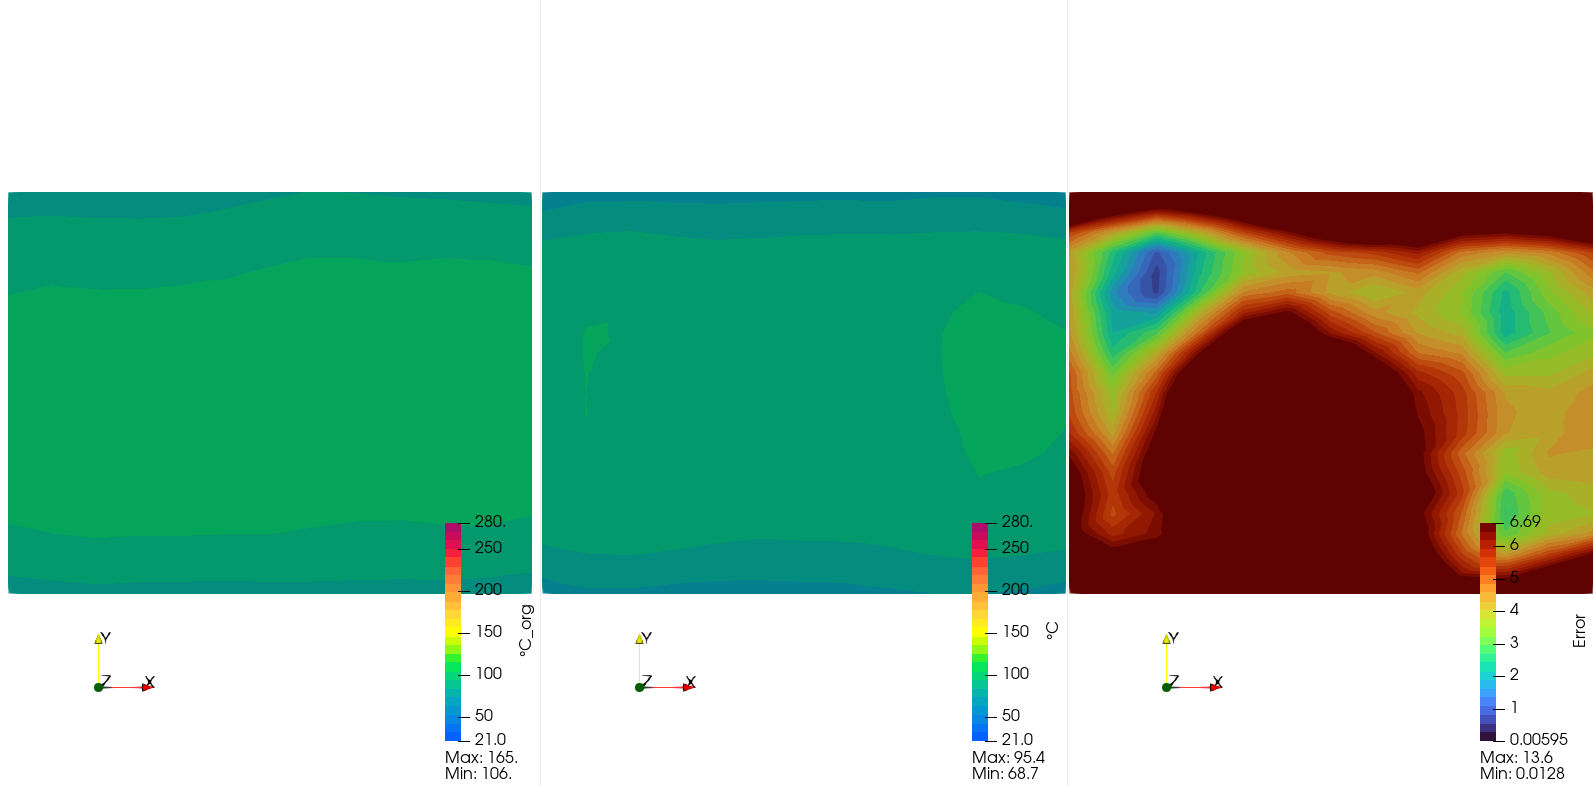 280.
250
200
150
100
50
21.0
°C_org
Max: 165.
Min: 106.
Y
Z
X
280.
250
200
150
100
50
21.0
°C
Max: 95.4
Min: 68.7
Y
Z
X
6.69
6
5
4
3
2
1
0.00595
Error
Max: 13.6
Min: 0.0128
Y
Z
X